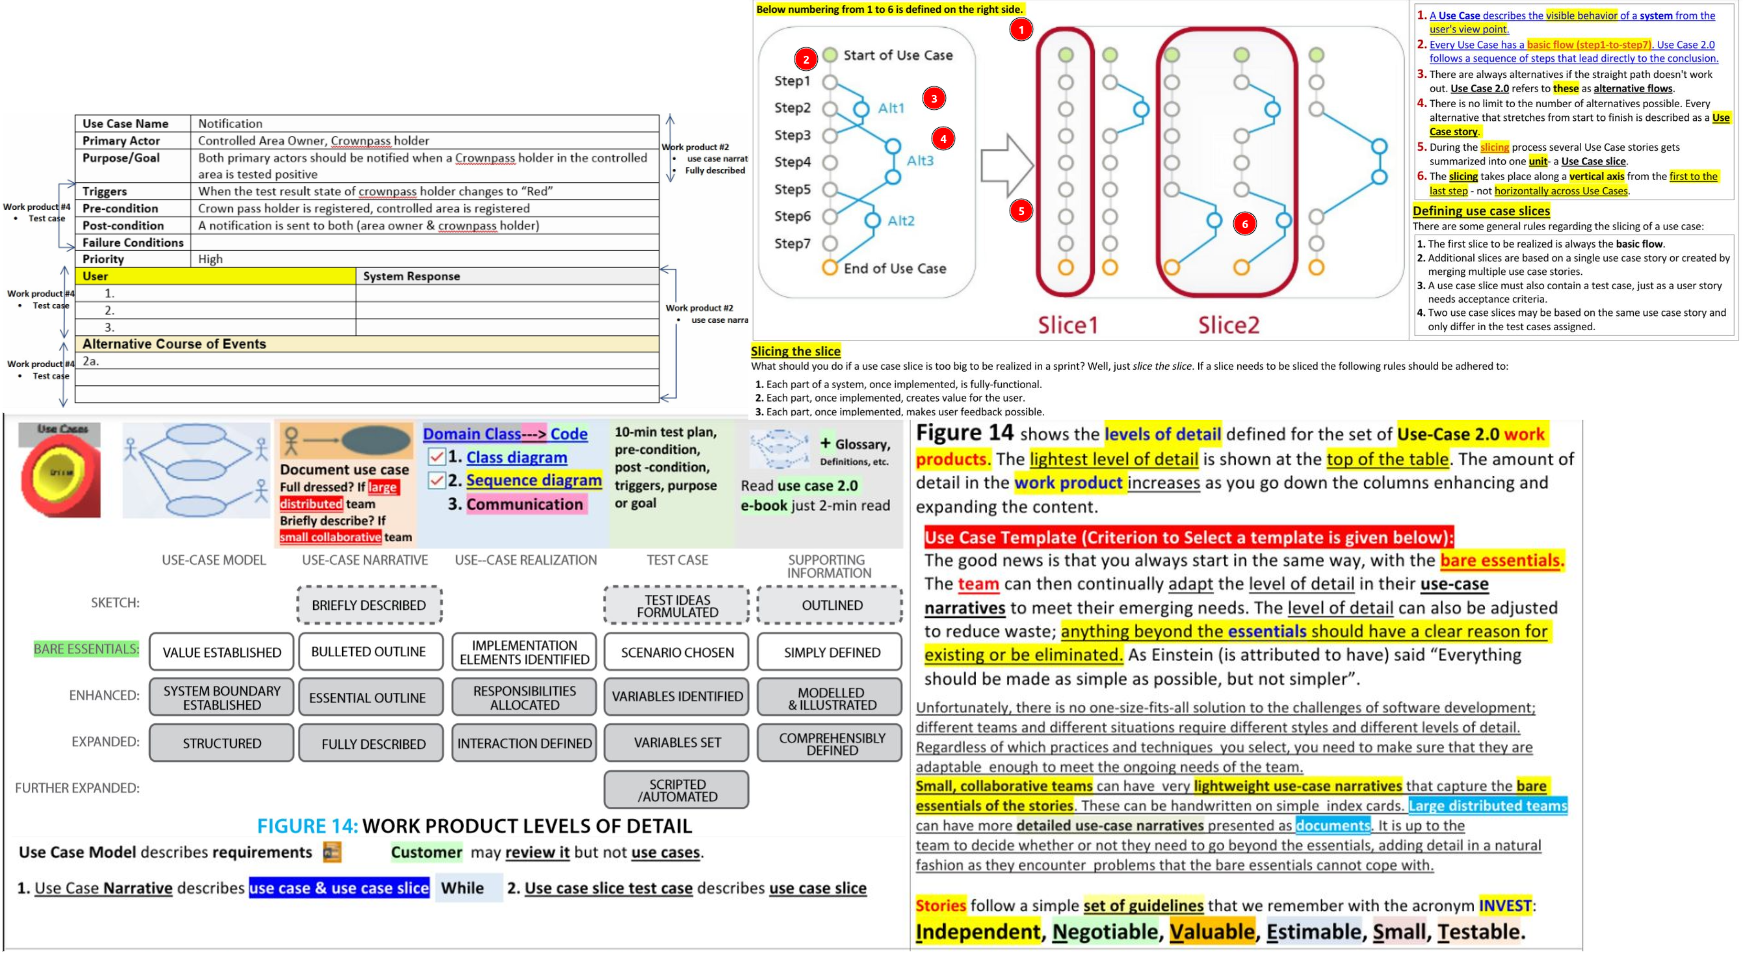 Use Case Name Notification
Primary Actor Controlled Area Owner, Crownpass holder
Purpose/Goal Both primary actors should be notified when a Crownpass holder in the controlled
area is tested positive
Triggers When the test result state of crownpass holder changes to “Red”
Pre-condition Crown pass holder is registered, controlled area is registered
Post-condition A notification is sent to both (area owner & crownpass holder)
Failure Conditions
Priority High
User System Response
1.
2.
3.
Alternative Course of Events
2a.
Work product #4
• Test case
Work product #4
• Test case
Work product #4
• Test case
Work product #2
• use case narrat
• Fully described
Work product #2
• use case narra
Below numbering from 1 to 6 is defined on the right side.
1
2 Start of Use Case
Step1
Step2 Alt1 3
Step3 4
Step4 Alt3
Step5
Step6 Alt2 5 6
Step7
End of Use Case
Slice1 Slice2
1. A Use Case describes the visible behavior of a system from the
user's view point.
2. Every Use Case has a basic flow (step1-to-step7). Use Case 2.0
follows a sequence of steps that lead directly to the conclusion.
3. There are always alternatives if the straight path doesn't work
out. Use Case 2.0 refers to these as alternative flows.
4. There is no limit to the number of alternatives possible. Every
alternative that stretches from start to finish is described as a Use
Case story.
5. During the slicing process several Use Case stories gets
summarized into one unit- a Use Case slice.
6. The slicing takes place along a vertical axis from the first to the
last step - not horizontally across Use Cases.
Defining use case slices
There are some general rules regarding the slicing of a use case:
1. The first slice to be realized is always the basic flow.
2. Additional slices are based on a single use case story or created by
merging multiple use case stories.
3. A use case slice must also contain a test case, just as a user story
needs acceptance criteria.
4. Two use case slices may be based on the same use case story and
only differ in the test cases assigned.
Slicing the slice
What should you do if a use case slice is too big to be realized in a sprint? Well, just slice the slice. If a slice needs to be sliced the following rules should be adhered to:
1. Each part of a system, once implemented, is fully-functional.
2. Each part, once implemented, creates value for the user.
3. Each part, once implemented, makes user feedback possible.
Use Cases
Document use case
Full dressed? If large
distributed team
Briefly describe? If
small collaborative team
Domain Class---> Code
1. Class diagram
2. Sequence diagram
3. Communication
10-min test plan,
pre-condition,
post -condition,
triggers, purpose
or goal
+ Glossary,
Definitions, etc.
Read use case 2.0
e-book just 2-min read
USE-CASE MODEL USE-CASE NARRATIVE USE--CASE REALIZATION TEST CASE SUPPORTING
INFORMATION
SKETCH: BRIEFLY DESCRIBED TEST IDEAS
FORMULATED OUTLINED
BARE ESSENTIALS: VALUE ESTABLISHED BULLETED OUTLINE IMPLEMENTATION
ELEMENTS IDENTIFIED SCENARIO CHOSEN SIMPLY DEFINED
ENHANCED: SYSTEM BOUNDARY
ESTABLISHED ESSENTIAL OUTLINE RESPONSIBILITIES
ALLOCATED VARIABLES IDENTIFIED MODELLED
& ILLUSTRATED
EXPANDED: STRUCTURED FULLY DESCRIBED INTERACTION DEFINED VARIABLES SET COMPREHENSIBLY
DEFINED
FURTHER EXPANDED: SCRIPTED
/AUTOMATED
FIGURE 14: WORK PRODUCT LEVELS OF DETAIL
Use Case Model describes requirements Customer may review it but not use cases.
1. Use Case Narrative describes use case & use case slice While 2. Use case slice test case describes use case slice
Figure 14 shows the levels of detail defined for the set of Use-Case 2.0 work
products. The lightest level of detail is shown at the top of the table. The amount of
detail in the work product increases as you go down the columns enhancing and
expanding the content.
Use Case Template (Criterion to Select a template is given below):
The good news is that you always start in the same way, with the bare essentials.
The team can then continually adapt the level of detail in their use-case
narratives to meet their emerging needs. The level of detail can also be adjusted
to reduce waste; anything beyond the essentials should have a clear reason for
existing or be eliminated. As Einstein (is attributed to have) said “Everything
should be made as simple as possible, but not simpler”.
Unfortunately, there is no one-size-fits-all solution to the challenges of software development;
different teams and different situations require different styles and different levels of detail.
Regardless of which practices and techniques you select, you need to make sure that they are
adaptable enough to meet the ongoing needs of the team.
Small, collaborative teams can have very lightweight use-case narratives that capture the bare
essentials of the stories. These can be handwritten on simple index cards. Large distributed teams
can have more detailed use-case narratives presented as documents. It is up to the
team to decide whether or not they need to go beyond the essentials, adding detail in a natural
fashion as they encounter problems that the bare essentials cannot cope with.
Stories follow a simple set of guidelines that we remember with the acronym INVEST:
Independent, Negotiable, Valuable, Estimable, Small, Testable.